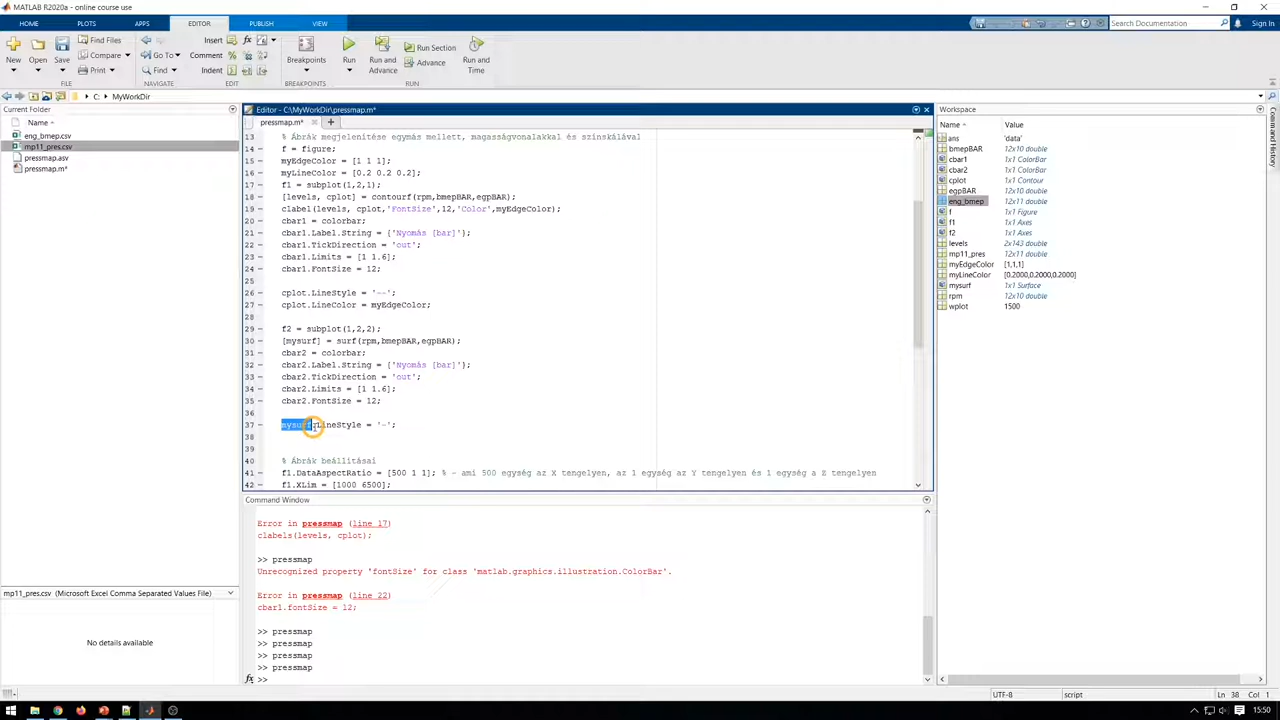 MATLAB R2020a - online course use
HOME PLOTS APPS EDITOR PUBLISH VIEW Search Documentation Sign In
New Open Save Find Files Compare Print Go To Find Insert Comment Indent Breakpoints Run Run and Advance Run Section Advance Run and Time
FILE NAVIGATE EDIT BREAKPOINTS RUN
C: MyWorkDir
Current Folder
Name
eng_bmep.csv
mp11_pres.csv
pressmap.asv
pressmap.m*
mp11_pres.csv (Microsoft Excel Comma Separated Values File)
No details available
Editor - C:\MyWorkDir\pressmap.m*
pressmap.m*
13 % Ábrák megjelenítése egymás mellett, magasságvonalakkal és színskálával
14 f = figure;
15 myEdgeColor = [1 1 1];
16 myLineColor = [0.2 0.2 0.2];
17 f1 = subplot(1,2,1);
18 [levels, cplot] = contourf(rpm,bmepBAR,egpBAR);
19 clabel(levels, cplot,'FontSize',12,'Color',myEdgeColor);
20 cbar1 = colorbar;
21 cbar1.Label.String = {'Nyomás [bar]'};
22 cbar1.TickDirection = 'out';
23 cbar1.Limits = [1 1.6];
24 cbar1.FontSize = 12;
25
26 cplot.LineStyle = '--';
27 cplot.LineColor = myEdgeColor;
28
29 f2 = subplot(1,2,2);
30 [mysurf] = surf(rpm,bmepBAR,egpBAR);
31 cbar2 = colorbar;
32 cbar2.Label.String = {'Nyomás [bar]'};
33 cbar2.TickDirection = 'out';
34 cbar2.Limits = [1 1.6];
35 cbar2.FontSize = 12;
36
37 mysurf.LineStyle = '-';
38
39
40 % Ábrák beállításai
41 f1.DataAspectRatio = [500 1 1]; % - ami 500 egység az X tengelyen, az 1 egység az Y tengelyen és 1 egység a Z tengelyen
42 f1.XLim = [1000 6500];
Command Window
Error in pressmap (line 17)
clabels(levels, cplot);
>> pressmap
Unrecognized property 'fontSize' for class 'matlab.graphics.illustration.ColorBar'.
Error in pressmap (line 22)
cbar1.fontSize = 12;
>> pressmap
>> pressmap
>> pressmap
>> pressmap
fx >>
Workspace
Name Value
ans 'data'
bmepBAR 12x10 double
cbar1 1x1 ColorBar
cbar2 1x1 ColorBar
cplot 1x1 Contour
egpBAR 12x10 double
eng_bmep 12x11 double
f 1x1 Figure
f1 1x1 Axes
f2 1x1 Axes
levels 2x143 double
mp11_pres 12x11 double
myEdgeColor [1,1,1]
myLineColor [0.2000,0.2000,0.2000]
mysurf 1x1 Surface
rpm 12x10 double
wplot 1500
Command History
UTF-8 script Ln 38 Col 1
15:50